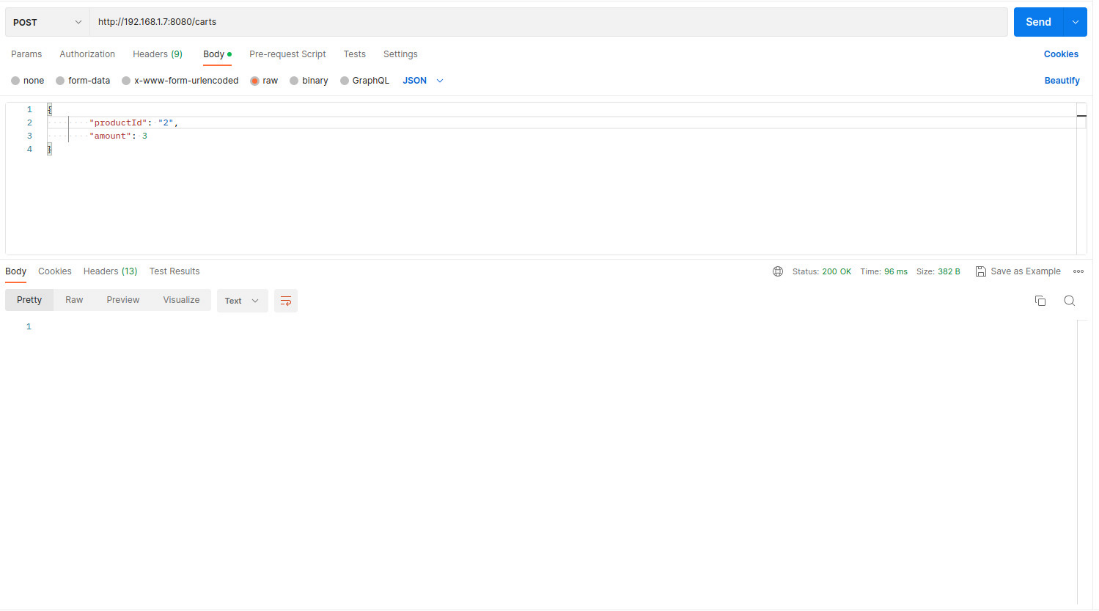 POST http://192.168.1.7:8080/carts Send
Params Authorization Headers (9) Body Pre-request Script Tests Settings Cookies
none form-data x-www-form-urlencoded raw binary GraphQL JSON Beautify
1 {
2 "productId": "2",
3 "amount": 3
4 }
Body Cookies Headers (13) Test Results Status: 200 OK Time: 96 ms Size: 382 B Save as Example
Pretty Raw Preview Visualize Text
1